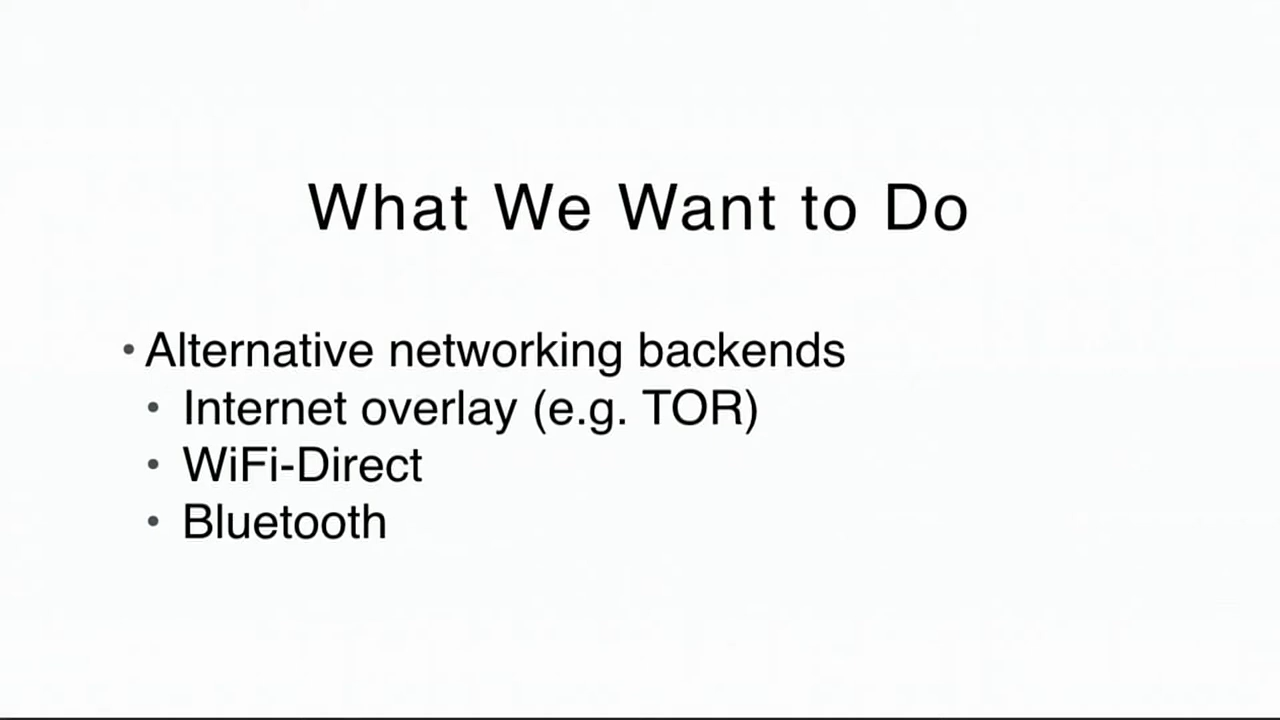 What We Want to Do
• Alternative networking backends
• Internet overlay (e.g. TOR)
• WiFi-Direct
• Bluetooth